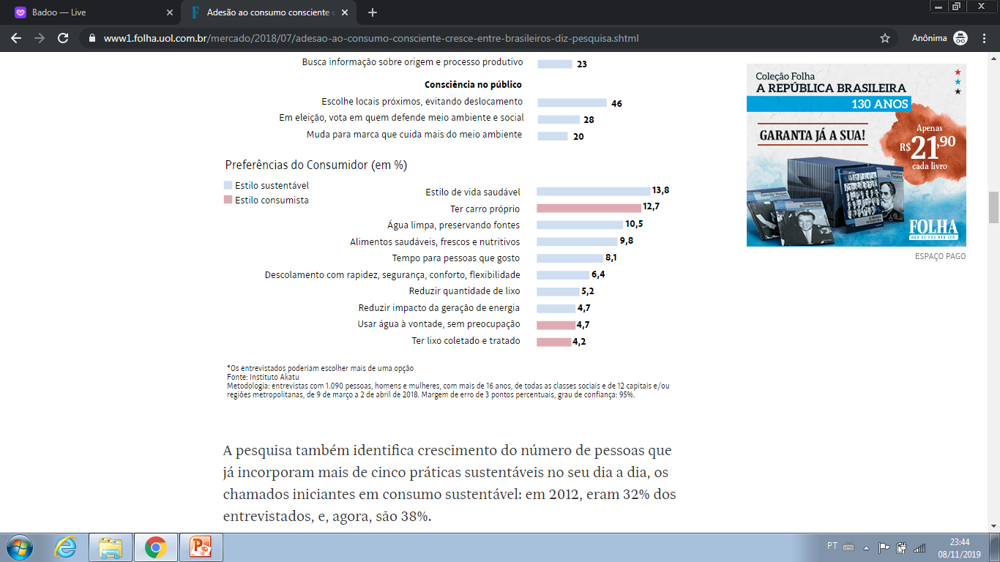 Badoo — Live
Adesão ao consumo consciente c
www1.folha.uol.com.br/mercado/2018/07/adesao-ao-consumo-consciente-cresce-entre-brasileiros-diz-pesquisa.shtml
Anônima
Busca informação sobre origem e processo produtivo 23
Consciência no público
Escolhe locais próximos, evitando deslocamento 46
Em eleição, vota em quem defende meio ambiente e social 28
Muda para marca que cuida mais do meio ambiente 20
Preferências do Consumidor (em %)
Estilo sustentável
Estilo consumista
Estilo de vida saudável 13,8
Ter carro próprio 12,7
Água limpa, preservando fontes 10,5
Alimentos saudáveis, frescos e nutritivos 9,8
Tempo para pessoas que gosto 8,1
Descolamento com rapidez, segurança, conforto, flexibilidade 6,4
Reduzir quantidade de lixo 5,2
Reduzir impacto da geração de energia 4,7
Usar água à vontade, sem preocupação 4,7
Ter lixo coletado e tratado 4,2
*Os entrevistados poderiam escolher mais de uma opção
Fonte: Instituto Akatu
Metodologia: entrevistas com 1.090 pessoas, homens e mulheres, com mais de 16 anos, de todas as classes sociais e de 12 capitais e/ou
regiões metropolitanas, de 9 de março a 2 de abril de 2018. Margem de erro de 3 pontos percentuais, grau de confiança: 95%.
A pesquisa também identifica crescimento do número de pessoas que
já incorporam mais de cinco práticas sustentáveis no seu dia a dia, os
chamados iniciantes em consumo sustentável: em 2012, eram 32% dos
entrevistados, e, agora, são 38%.
Coleção Folha
A REPÚBLICA BRASILEIRA
130 ANOS
GARANTA JÁ A SUA!
Apenas
R$21,90
cada livro
FOLHA
NÃO DÁ PRA NÃO LER.
ESPAÇO PAGO
PT
23:44
08/11/2019